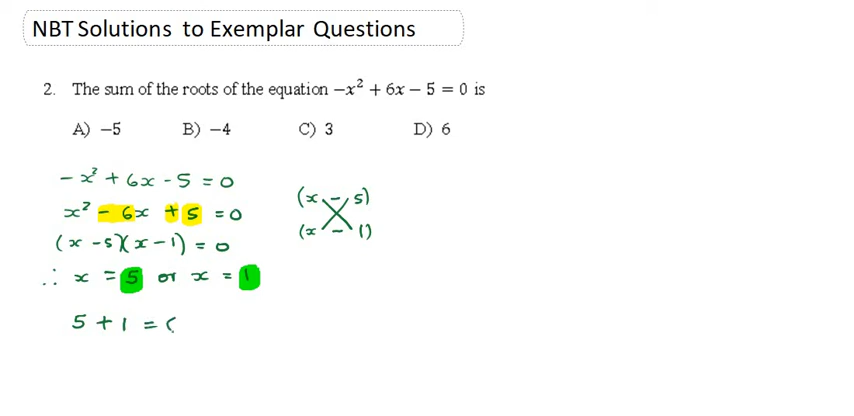 NBT Solutions to Exemplar Questions
2. The sum of the roots of the equation −x² + 6x − 5 = 0 is
A) −5 B) −4 C) 3 D) 6
− x² + 6x − 5 = 0
x² − 6x + 5 = 0
(x − 5)
(x − 5)(x − 1) = 0
(x − 1)
∴ x = 5 or x = 1
5 + 1 =